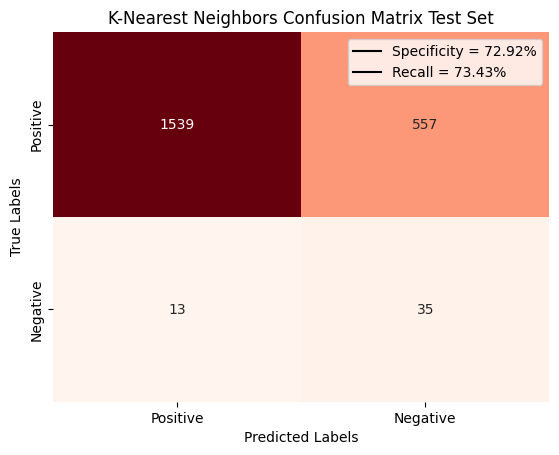 K-Nearest Neighbors Confusion Matrix Test Set
Specificity = 72.92%
Recall = 73.43%
True Labels
Positive
1539
557
Negative
13
35
Positive
Negative
Predicted Labels